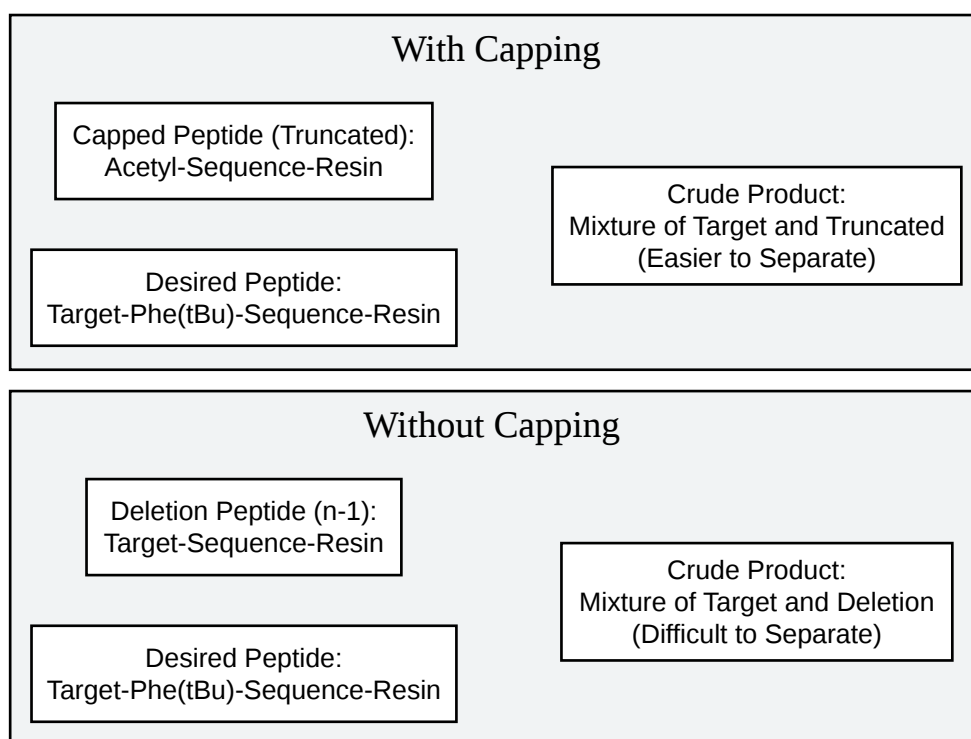 With Capping
Capped Peptide (Truncated):
Acetyl-Sequence-Resin
Crude Product:
Mixture of Target and Truncated
(Easier to Separate)
Desired Peptide:
Target-Phe(tBu)-Sequence-Resin
Without Capping
Deletion Peptide (n-1):
Target-Sequence-Resin
Crude Product:
Mixture of Target and Deletion
(Difficult to Separate)
Desired Peptide:
Target-Phe(tBu)-Sequence-Resin